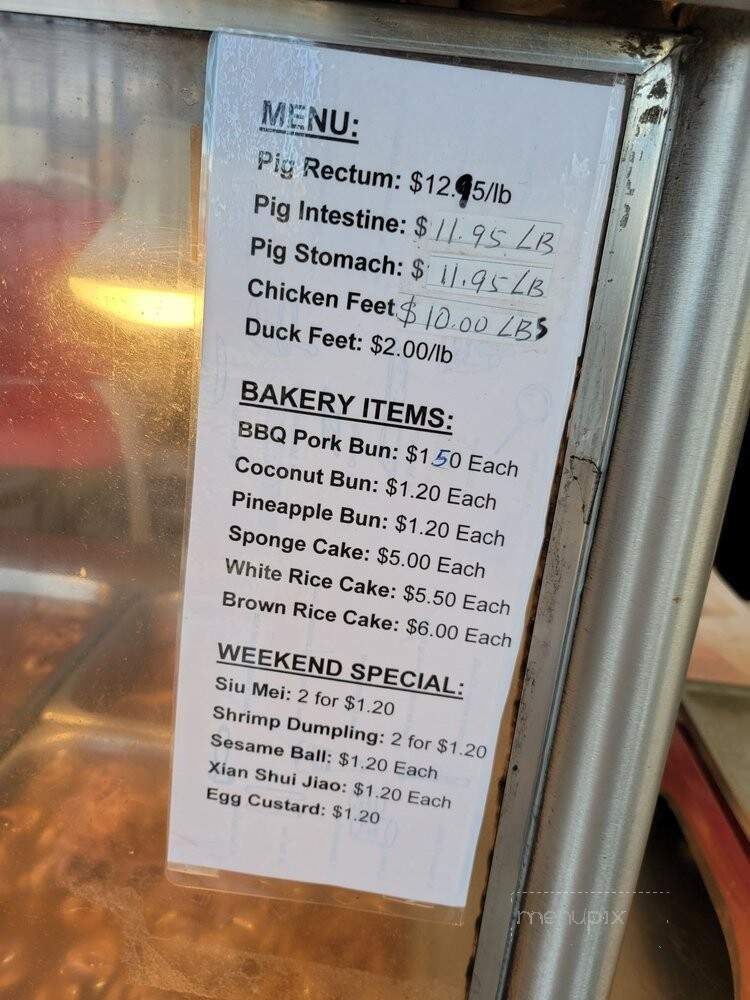 MENU:
Pig Rectum: $12.95/lb
Pig Intestine: $ 11.95 LB
Pig Stomach: $ 11.95 LB
Chicken Feet $ 10.00 LBS
Duck Feet: $2.00/lb
BAKERY ITEMS:
BBQ Pork Bun: $1.50 Each
Coconut Bun: $1.20 Each
Pineapple Bun: $1.20 Each
Sponge Cake: $5.00 Each
White Rice Cake: $5.50 Each
Brown Rice Cake: $6.00 Each
WEEKEND SPECIAL:
Siu Mei: 2 for $1.20
Shrimp Dumpling: 2 for $1.20
Sesame Ball: $1.20 Each
Xian Shui Jiao: $1.20 Each
Egg Custard: $1.20
menupix